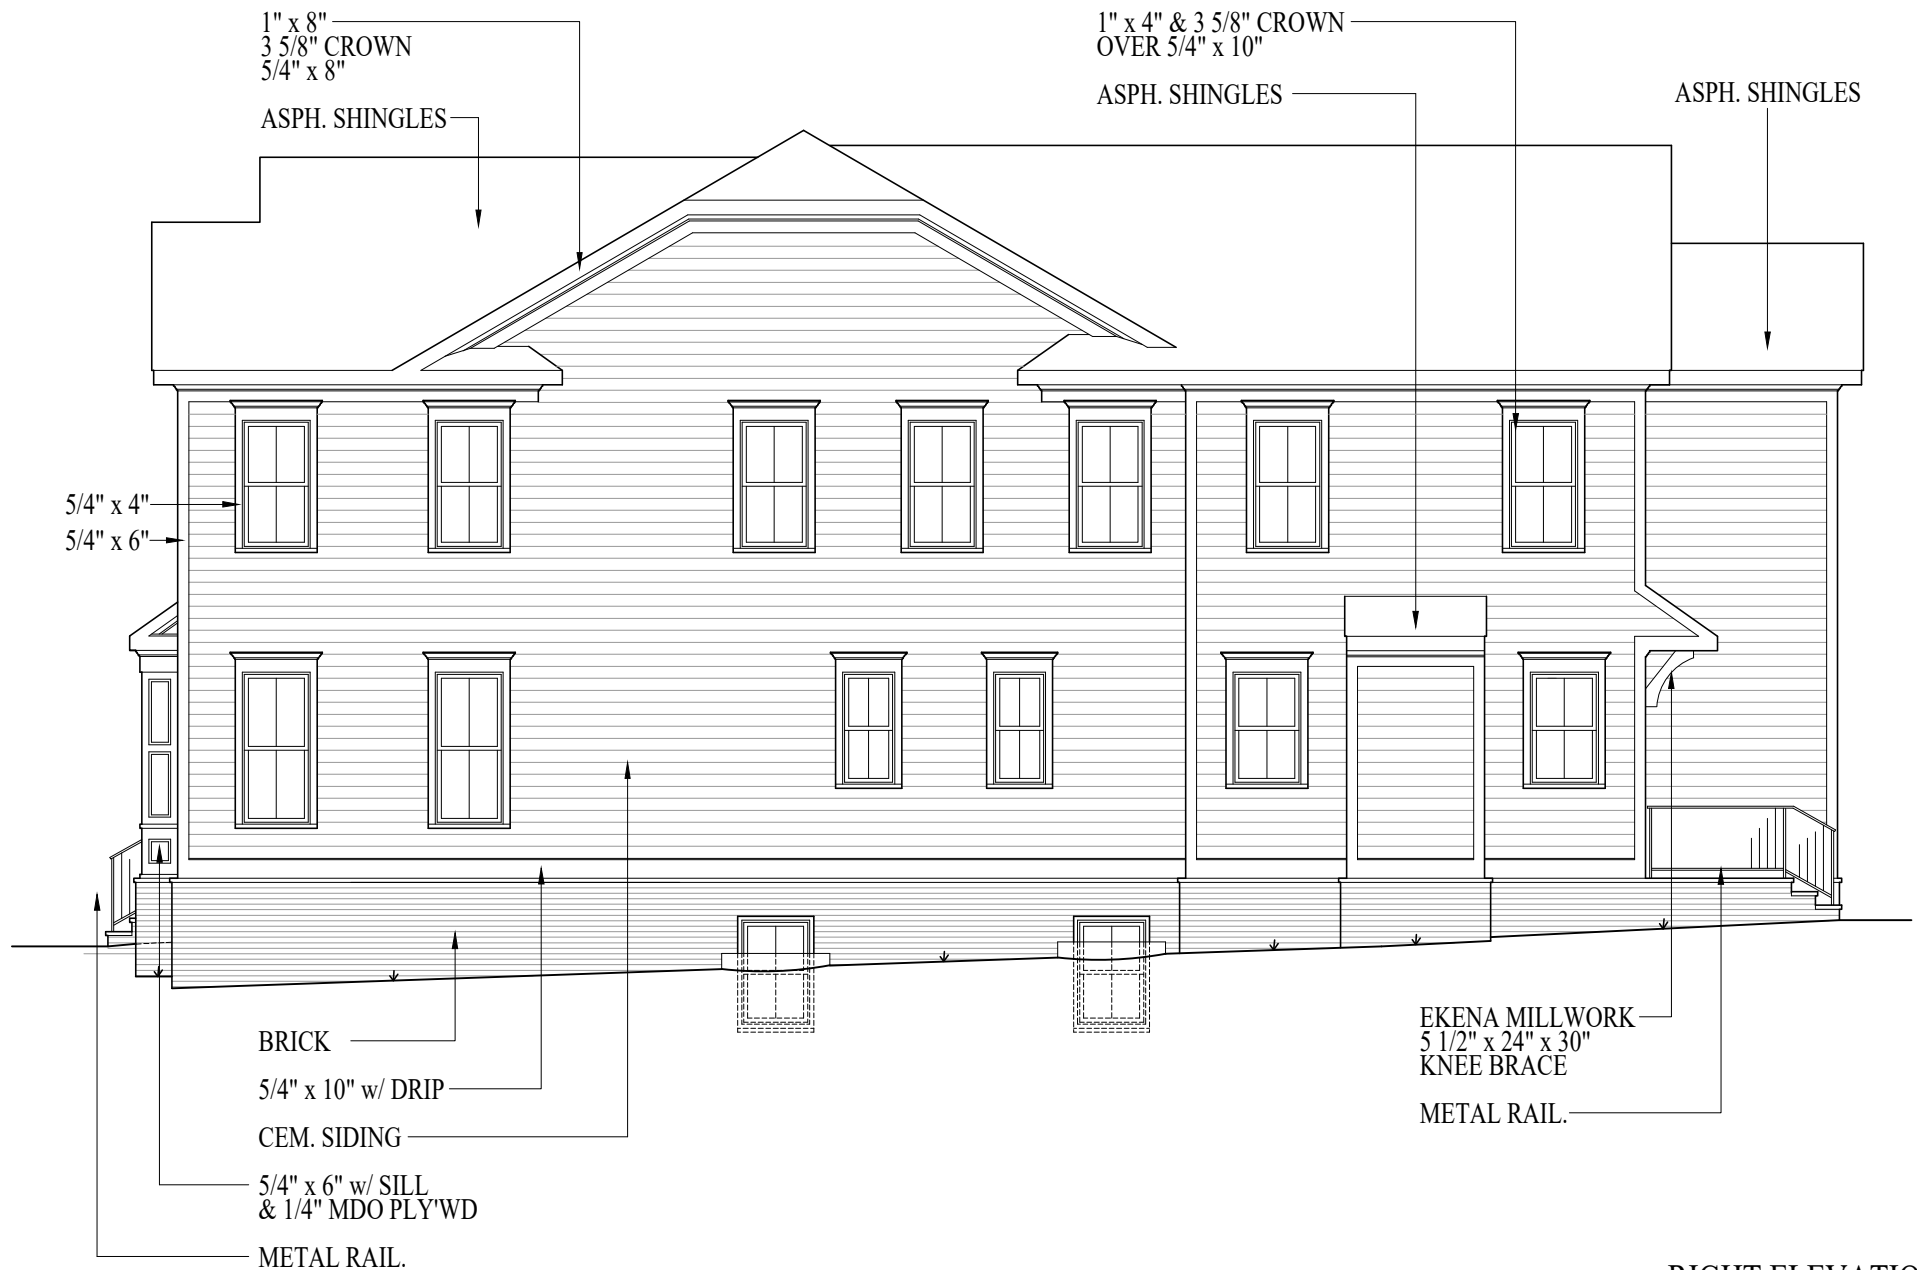 1" x 8"
3 5/8" CROWN
5/4" x 8"
ASPH. SHINGLES
1" x 4" & 3 5/8" CROWN
OVER 5/4" x 10"
ASPH. SHINGLES
ASPH. SHINGLES
5/4" x 4"
5/4" x 6"
BRICK
5/4" x 10" w/ DRIP
CEM. SIDING
5/4" x 6" w/ SILL
& 1/4" MDO PLY'WD
METAL RAIL.
EKENA MILLWORK
5 1/2" x 24" x 30"
KNEE BRACE
METAL RAIL.